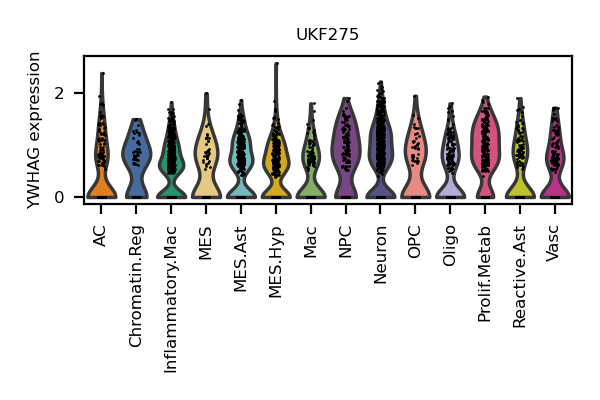 UKF275
YWHAG expression
2
0
AC
Chromatin.Reg
Inflammatory.Mac
MES
MES.Ast
MES.Hyp
Mac
NPC
Neuron
OPC
Oligo
Prolif.Metab
Reactive.Ast
Vasc